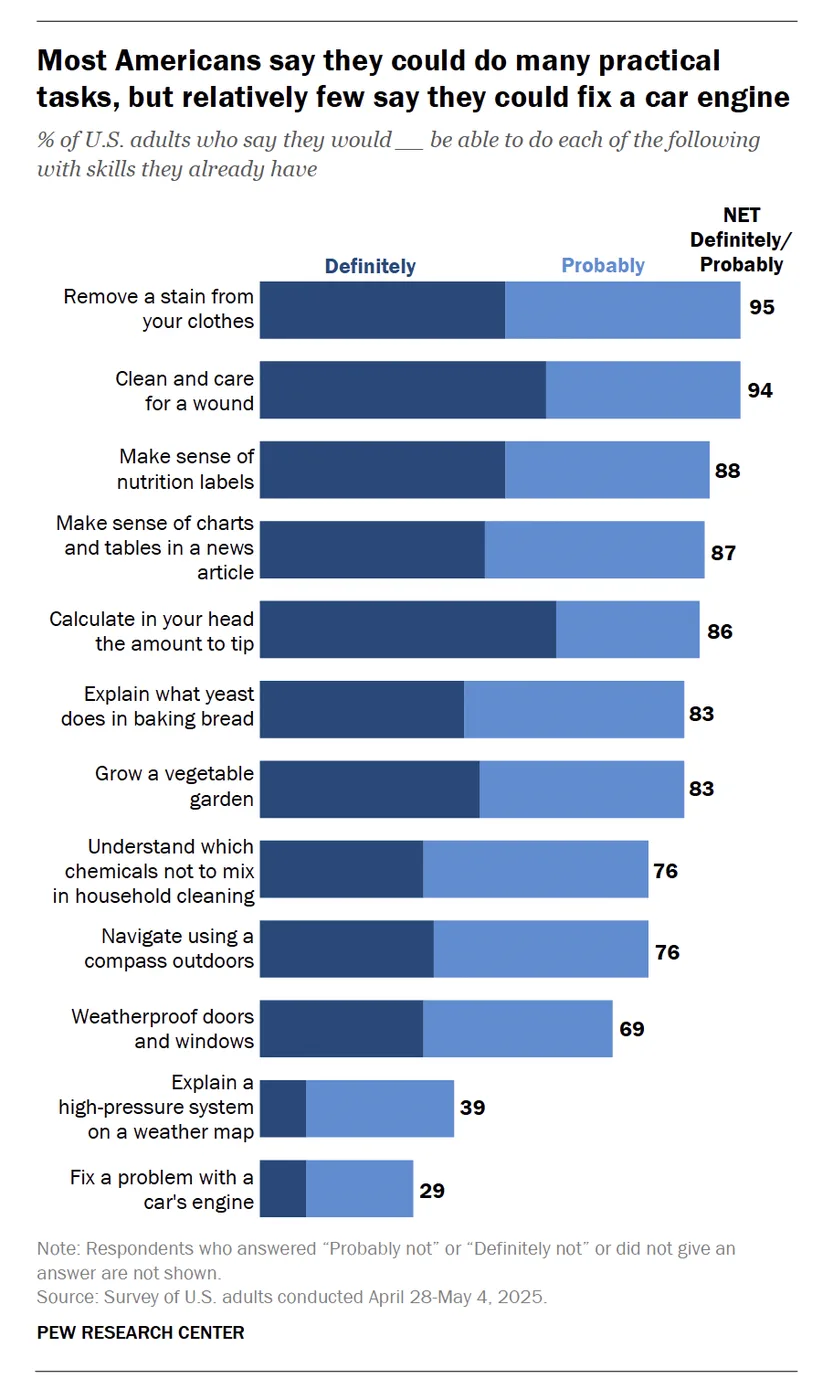 Most Americans say they could do many practical
tasks, but relatively few say they could fix a car engine
% of U.S. adults who say they would __ be able to do each of the following
with skills they already have
NET
Definitely/
Definitely Probably Probably
Remove a stain from
your clothes
95
Clean and care
for a wound
94
Make sense of
nutrition labels
88
Make sense of charts
and tables in a news
article
87
Calculate in your head
the amount to tip
86
Explain what yeast
does in baking bread
83
Grow a vegetable
garden
83
Understand which
chemicals not to mix
in household cleaning
76
Navigate using a
compass outdoors
76
Weatherproof doors
and windows
69
Explain a
high-pressure system
on a weather map
39
Fix a problem with a
car's engine
29
Note: Respondents who answered “Probably not” or “Definitely not” or did not give an
answer are not shown.
Source: Survey of U.S. adults conducted April 28-May 4, 2025.
PEW RESEARCH CENTER